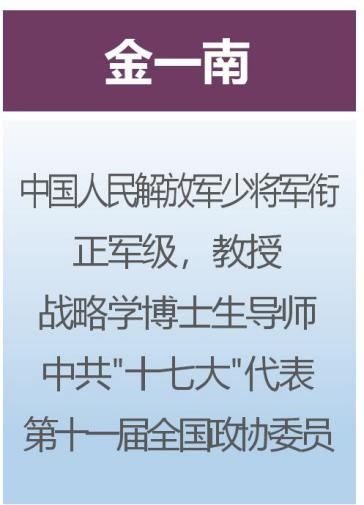 金一南
中国人民解放军少将军衔
正军级，教授
战略学博士生导师
中共"十七大"代表
第十一届全国政协委员